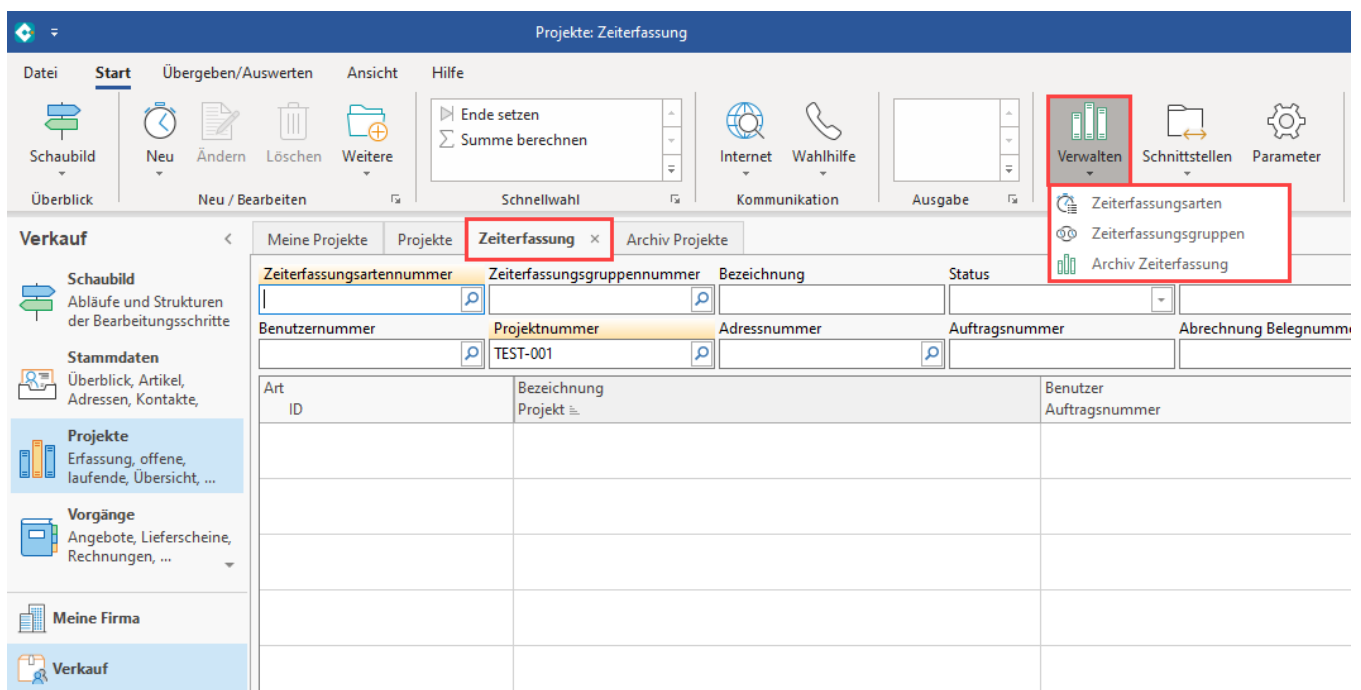 Projekte: Zeiterfassung
Datei Start Übergeben/Auswerten Ansicht Hilfe
Schaubild
Überblick
Neu Ändern Löschen Weitere
Neu / Bearbeiten
Ende setzen
Summe berechnen
Schnellwahl
Internet Wahlhilfe
Kommunikation
Ausgabe
Verwalten Schnittstellen Parameter
Zeiterfassungsarten
Zeiterfassungsgruppen
Archiv Zeiterfassung
Verkauf
Schaubild
Abläufe und Strukturen
der Bearbeitungsschritte
Stammdaten
Überblick, Artikel,
Adressen, Kontakte,
Projekte
Erfassung, offene,
laufende, Übersicht, ...
Vorgänge
Angebote, Lieferscheine,
Rechnungen, ...
Meine Firma
Verkauf
Meine Projekte Projekte Zeiterfassung × Archiv Projekte
Zeiterfassungsartennummer Zeiterfassungsgruppennummer Bezeichnung Status
Benutzernummer Projektnummer Adressnummer Auftragsnummer Abrechnung Belegnumme
TEST-001
Art Bezeichnung Benutzer
ID Projekt Auftragsnummer